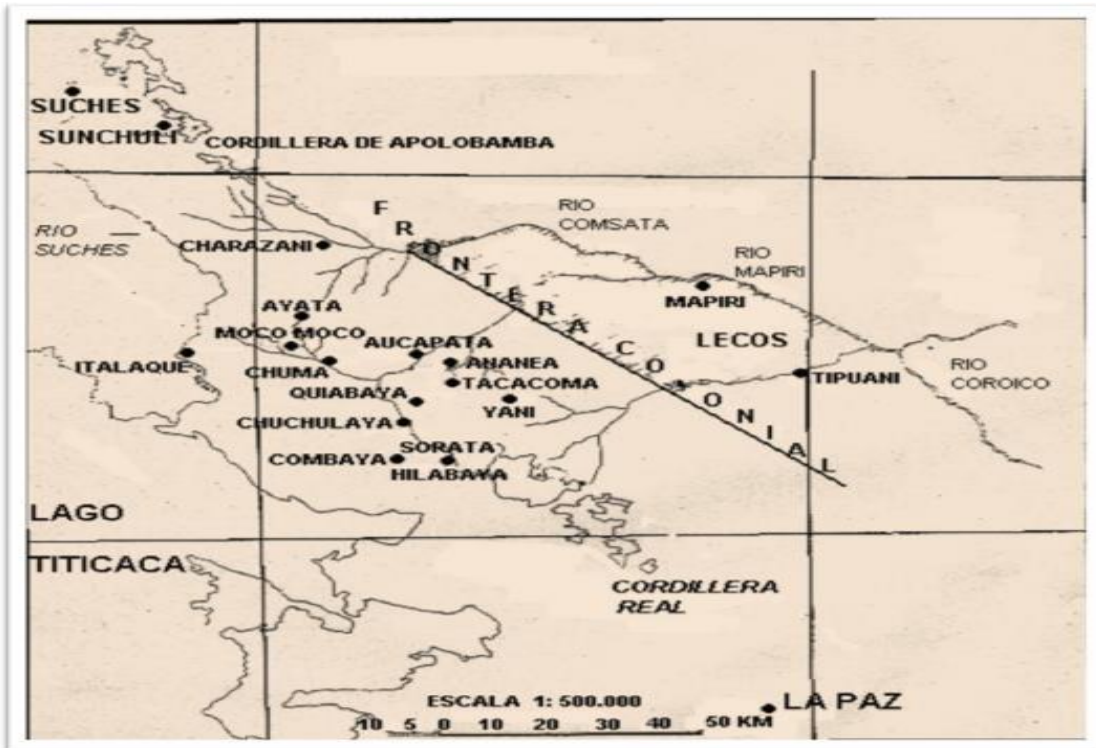 SUCHES
SUNCHULI
CORDILLERA DE APOLOBAMBA
RIO
SUCHES
CHARAZANI
FRONTERA COLONIAL
RIO
COMSATA
RIO
MAPIRI
MAPIRI
LECOS
AYATA
MOCO MOCO
AUCAPATA
ITALAQUE
CHUMA
ANANEA
TACACOMA
TIPUANI
RIO
COROICO
QUIABAYA
YANI
CHUCHULAYA
SORATA
COMBAYA
HILABAYA
LAGO
TITICACA
CORDILLERA
REAL
ESCALA 1: 500.000
LA PAZ
10 5 0 10 20 30 40 50 KM